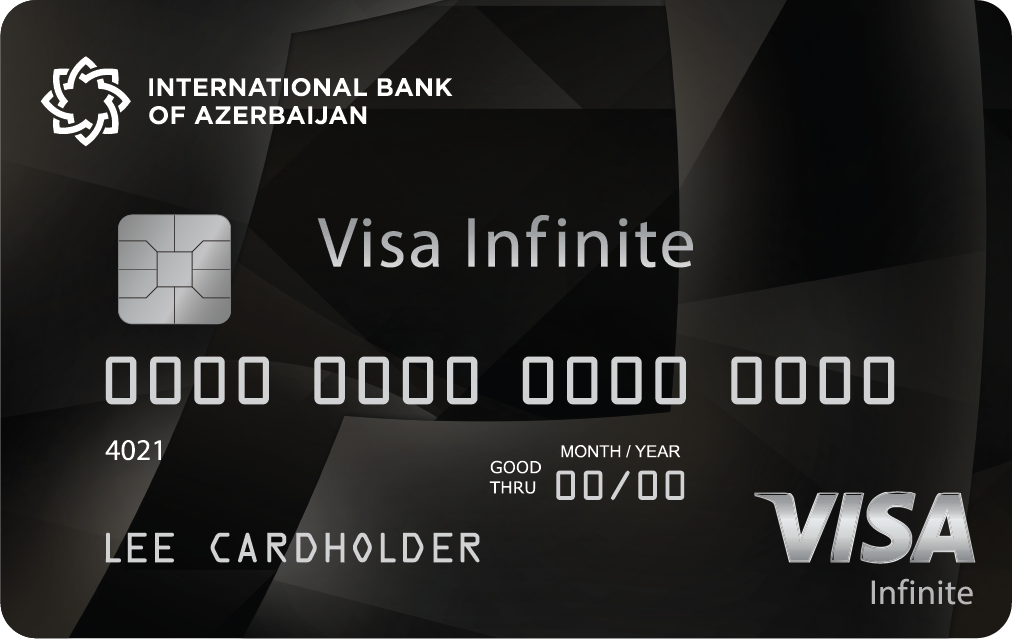 INTERNATIONAL BANK
OF AZERBAIJAN
Visa Infinite
0000 0000 0000 0000
4021
MONTH / YEAR
GOOD
THRU
00/00
LEE CARDHOLDER
VISA
Infinite